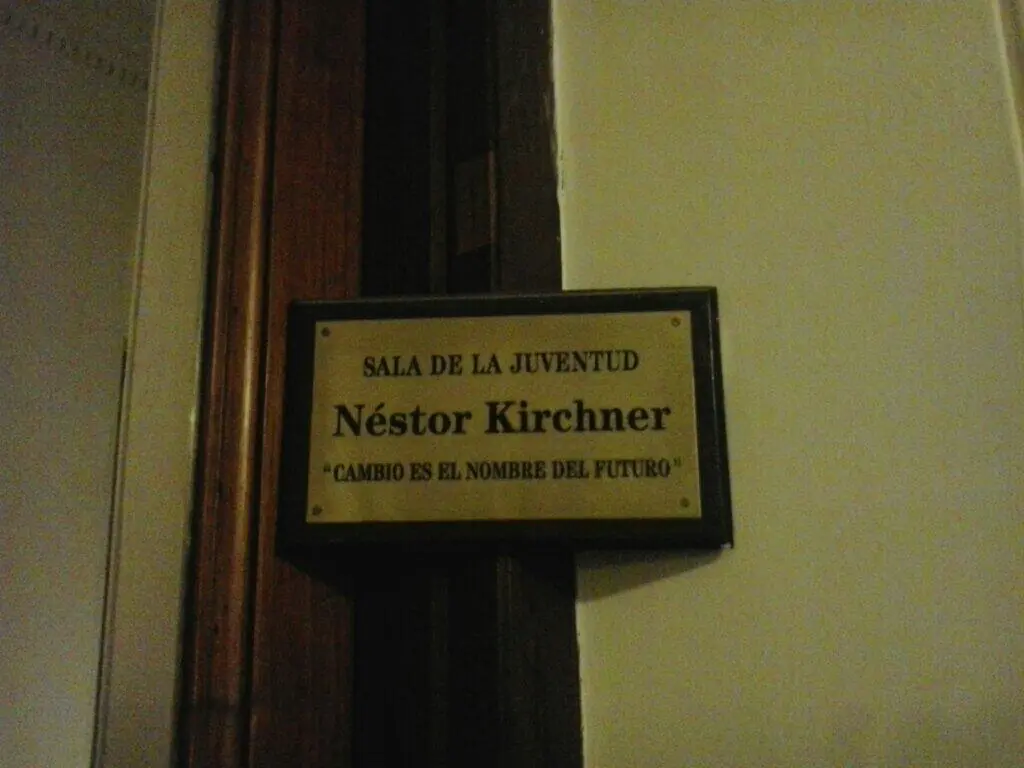 SALA DE LA JUVENTUD
Néstor Kirchner
"CAMBIO ES EL NOMBRE DEL FUTURO"